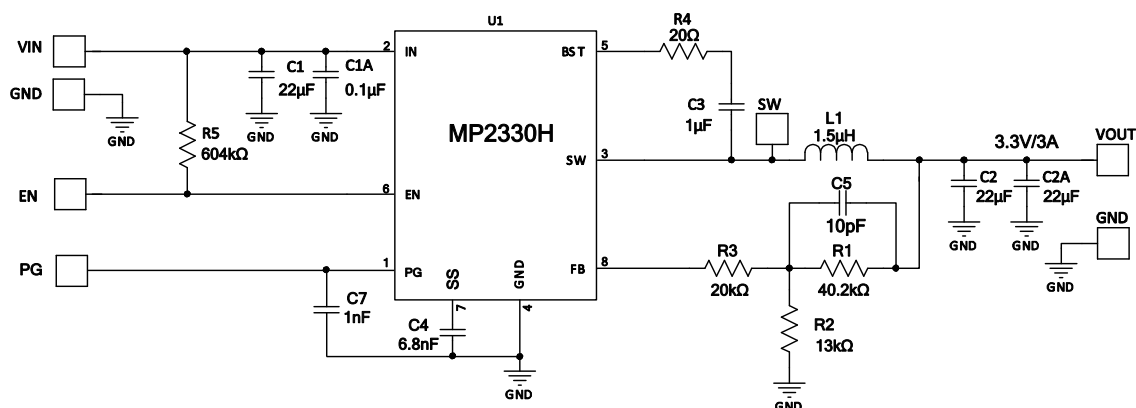 U1
VIN
2
IN
BST
5
R4
20Ω
GND
C1
22µF
C1A
0.1µF
GND
GND
GND
C3
1µF
SW
R5
604kΩ
MP2330H
SW
3
L1
1.5µH
3.3V/3A
VOUT
C2
22µF
C2A
22µF
GND
GND
EN
6
EN
C5
10pF
GND
GND
PG
1
PG
SS
GND
FB
8
R3
20kΩ
R1
40.2kΩ
7
4
C7
1nF
C4
6.8nF
R2
13kΩ
GND
GND